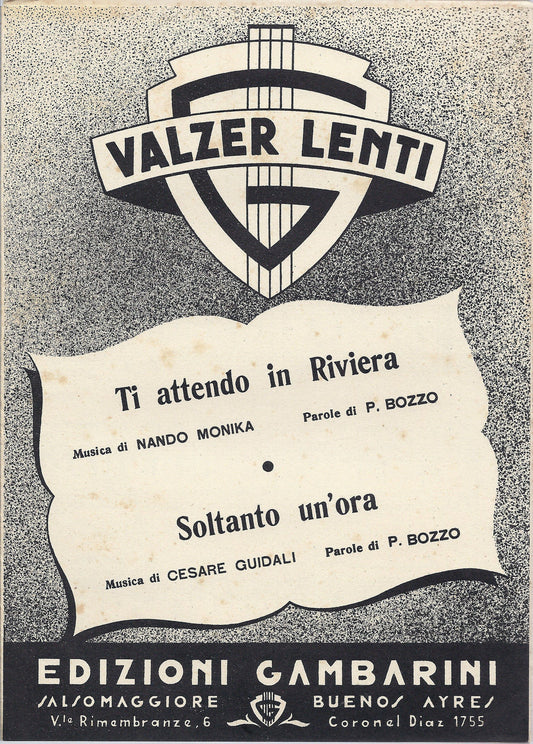 VALZER LENTI
Ti attendo in Riviera
Musica di NANDO MONIKA Parole di P. BOZZO
Soltanto un'ora
Musica di CESARE GUIDALI Parole di P. BOZZO
EDIZIONI GAMBARINI
SALSOMAGGIORE BUENOS AYRES
V.le Rimembranze, 6 Coronel Diaz 1755